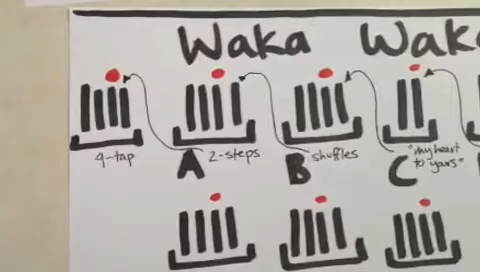 Waka Waka
4-tap
A 2-steps
B shuffles
C "my heart
to yours"